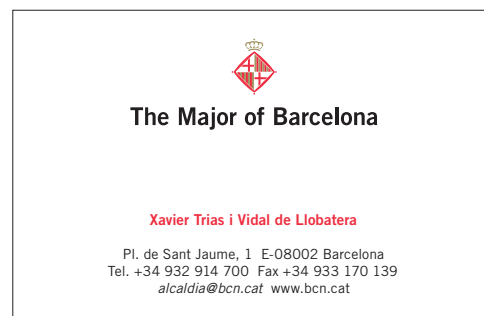 The Major of Barcelona
Xavier Trias i Vidal de Llobatera
Pl. de Sant Jaume, 1 E-08002 Barcelona
Tel. +34 932 914 700 Fax +34 933 170 139
alcaldia@bcn.cat www.bcn.cat